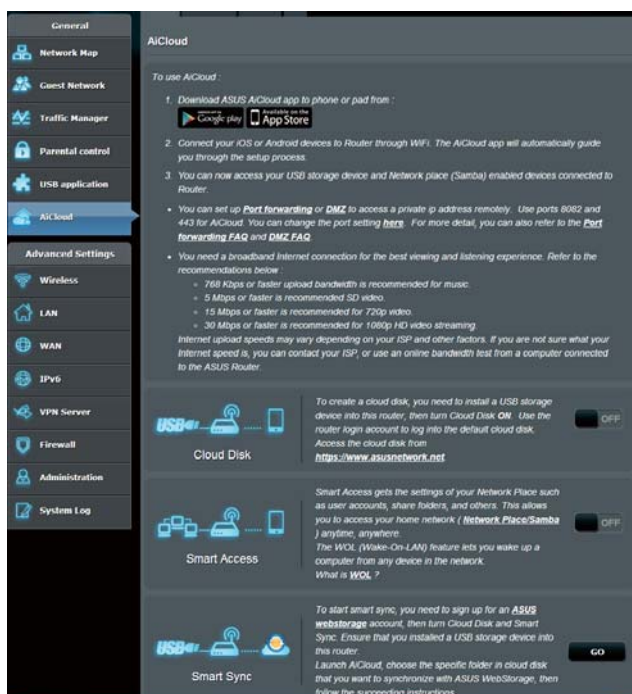 General
Network Map
Guest Network
Traffic Manager
Parental control
USB application
AiCloud
Advanced Settings
Wireless
LAN
WAN
IPv6
VPN Server
Firewall
Administration
System Log
AiCloud
To use AiCloud :
1. Download ASUS AiCloud app to phone or pad from :
Google play
Available on the
App Store
2. Connect your iOS or Android devices to Router through WiFi. The AiCloud app will automatically guide
you through the setup process.
3. You can now access your USB storage device and Network place (Samba) enabled devices connected to
Router.
• You can set up Port forwarding or DMZ to access a private ip address remotely. Use ports 8082 and
443 for AiCloud. You can change the port setting here. For more detail, you can also refer to the Port
forwarding FAQ and DMZ FAQ.
• You need a broadband Internet connection for the best viewing and listening experience. Refer to the
recommendations below :
768 Kbps or faster upload bandwidth is recommended for music.
5 Mbps or faster is recommended SD video.
15 Mbps or faster is recommended for 720p video.
30 Mbps or faster is recommended for 1080p HD video streaming.
Internet upload speeds may vary depending on your ISP and other factors. If you are not sure what your
Internet speed is, you can contact your ISP, or use an online bandwidth test from a computer connected
to the ASUS Router.
USB
Cloud Disk
To create a cloud disk, you need to install a USB storage
device into this router, then turn Cloud Disk ON. Use the
router login account to log into the default cloud disk.
Access the cloud disk from
https://www.asusnetwork.net
OFF
Smart Access
Smart Access gets the settings of your Network Place such
as user accounts, share folders, and others. This allows
you to access your home network ( Network Place/Samba
) anytime, anywhere.
The WOL (Wake-On-LAN) feature lets you wake up a
computer from any device in the network.
What is WOL ?
OFF
USB
Smart Sync
To start smart sync, you need to sign up for an ASUS
webstorage account, then turn Cloud Disk and Smart
Sync. Ensure that you installed a USB storage device into
this router.
Launch AiCloud, choose the specific folder in cloud disk
that you want to synchronize with ASUS WebStorage, then
follow the succeeding instructions.
GO